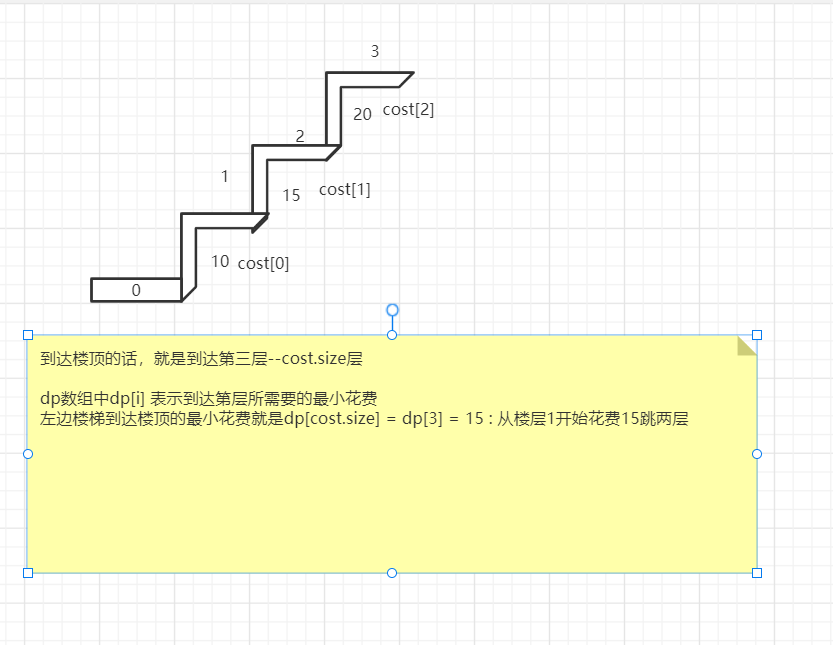 3
20 cost[2]
2
1
15 cost[1]
10 cost[0]
0
到达楼顶的话，就是到达第三层--cost.size层
dp数组中dp[i] 表示到达第层所需要的最小花费
左边楼梯到达楼顶的最小花费就是dp[cost.size] = dp[3] = 15 : 从楼层1开始花费15跳两层